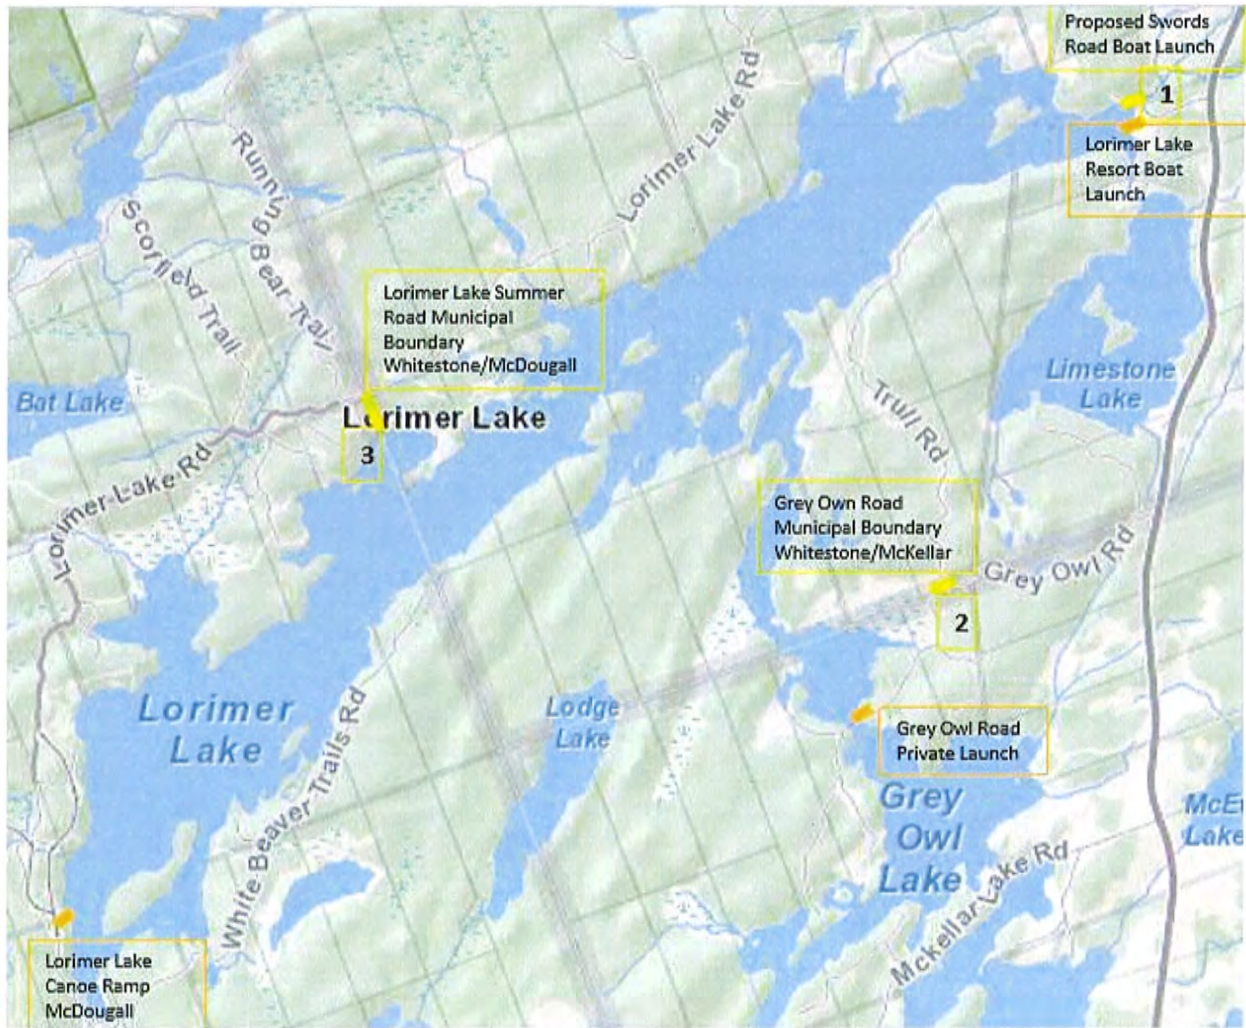 Proposed Swords
Road Boat Launch
1
Lorimer Lake
Resort Boat
Launch
Lorimer Lake Rd
Running Bear Trail
Scorfield Trail
Lorimer Lake Summer
Road Municipal
Boundary
Whitestone/McDougall
Limestone
Lake
Bat Lake
Lorimer Lake
3
Trull Rd
Lorimer-Lake-Rd
Grey Own Road
Municipal Boundary
Whitestone/McKellar
Grey Owl Rd
2
Lorimer
Lake
Lodge
Lake
Grey Owl Road
Private Launch
White Beaver Trails Rd
Grey
Owl
Lake
McE
Lake
Mckellar Lake Rd
Lorimer Lake
Canoe Ramp
McDougall